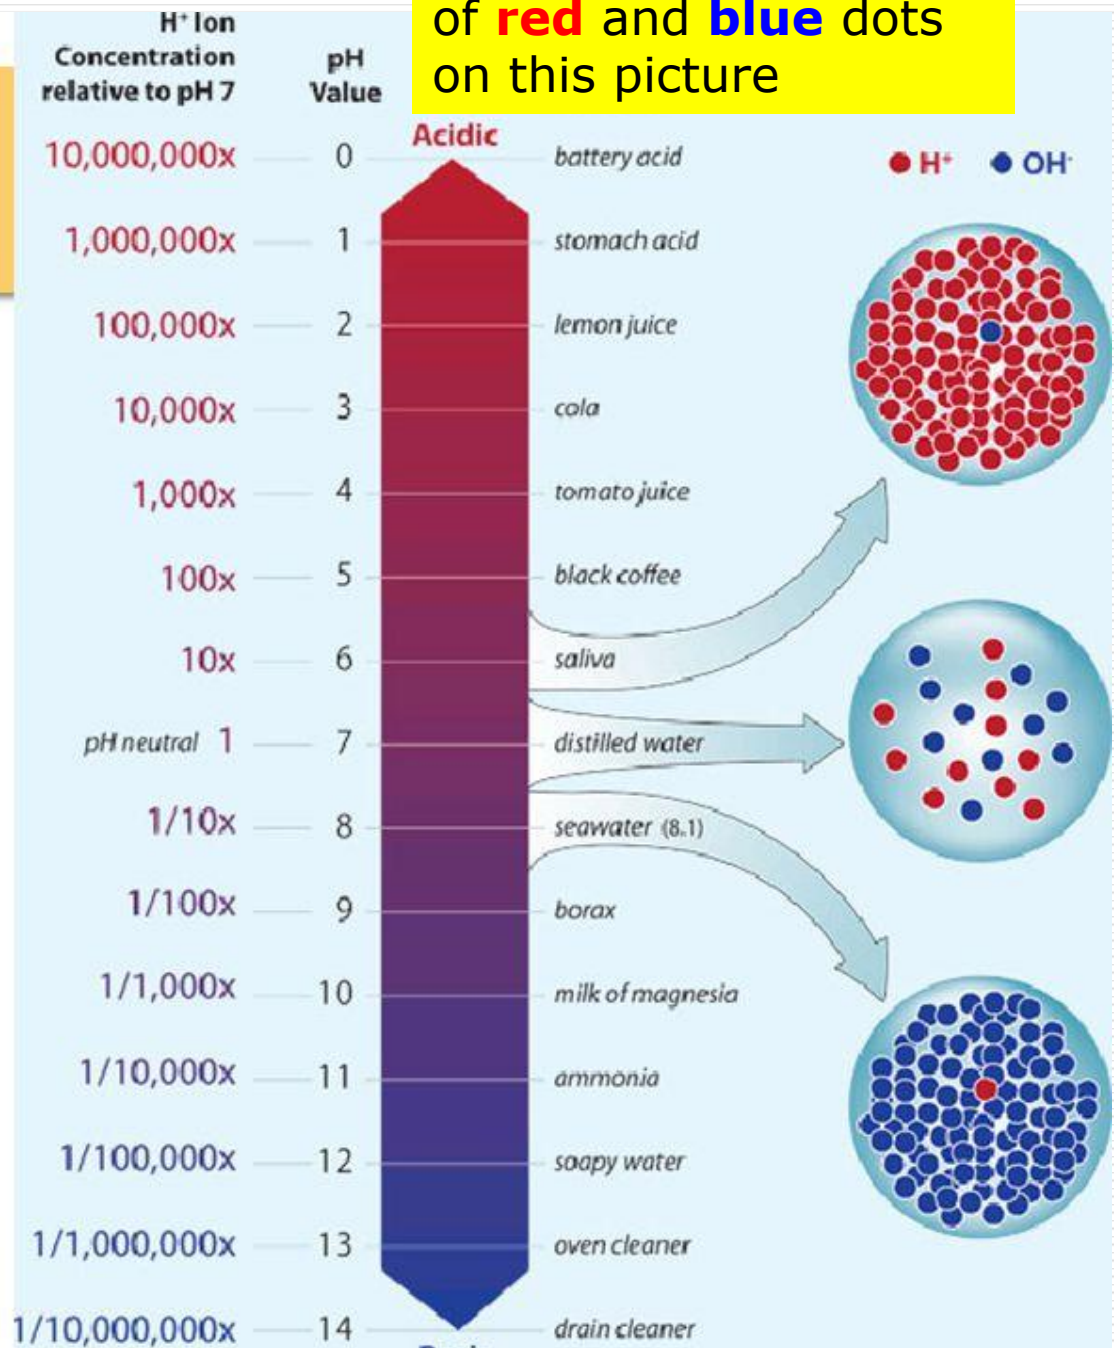 of red and blue dots
on this picture
H⁺ Ion
Concentration
relative to pH 7
pH
Value
Acidic
H⁺ OH⁻
10,000,000x 0 battery acid
1,000,000x 1 stomach acid
100,000x 2 lemon juice
10,000x 3 cola
1,000x 4 tomato juice
100x 5 black coffee
10x 6 saliva
pH neutral 1 7 distilled water
1/10x 8 seawater (8.1)
1/100x 9 borax
1/1,000x 10 milk of magnesia
1/10,000x 11 ammonia
1/100,000x 12 soapy water
1/1,000,000x 13 oven cleaner
1/10,000,000x 14 drain cleaner